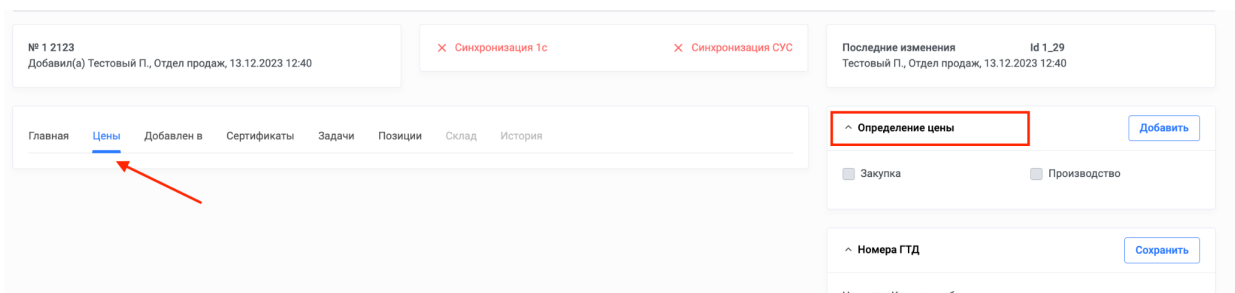 № 1 2123
Добавил(а) Тестовый П., Отдел продаж, 13.12.2023 12:40
Синхронизация 1с
Синхронизация СУС
Последние изменения Id 1_29
Тестовый П., Отдел продаж, 13.12.2023 12:40
Главная Цены Добавлен в Сертификаты Задачи Позиции Склад История
Определение цены
Добавить
Закупка
Производство
Номера ГТД
Сохранить